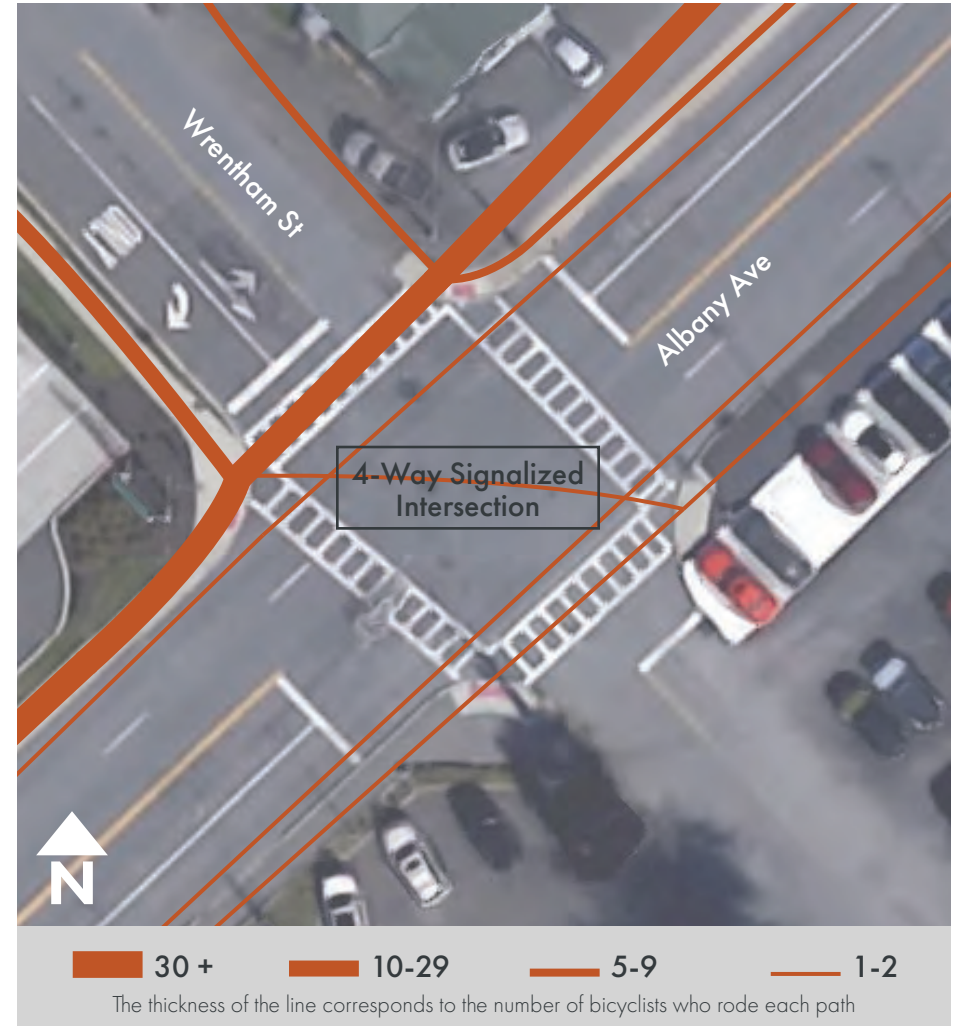 Wrentham St
Albany Ave
4-Way Signalized
Intersection
N
30 +
10-29
5-9
1-2
The thickness of the line corresponds to the number of bicyclists who rode each path